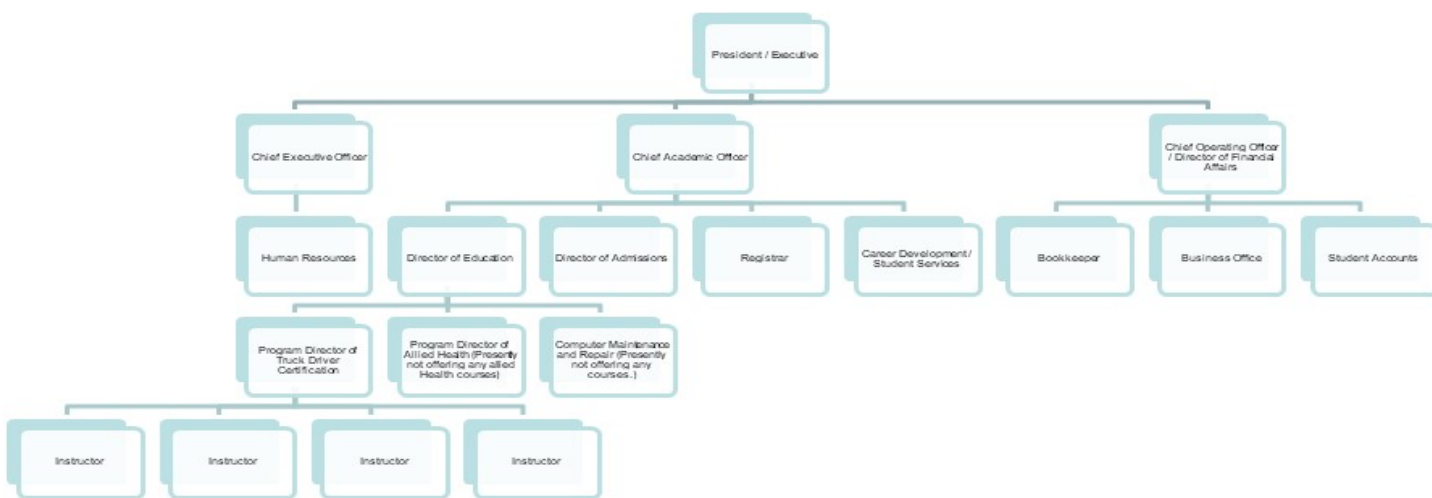 President / Executive
Chief Executive Officer
Chief Academic Officer
Chief Operating Officer
/ Director of Financial
Affairs
Human Resources
Director of Education
Director of Admissions
Registrar
Career Development /
Student Services
Bookkeeper
Business Office
Student Accounts
Program Director of
Truck Driver
Certification
Program Director of
Allied Health (Presently
not offering any allied
Health courses)
Computer Maintenance
and Repair (Presently
not offering any
courses.)
Instructor
Instructor
Instructor
Instructor